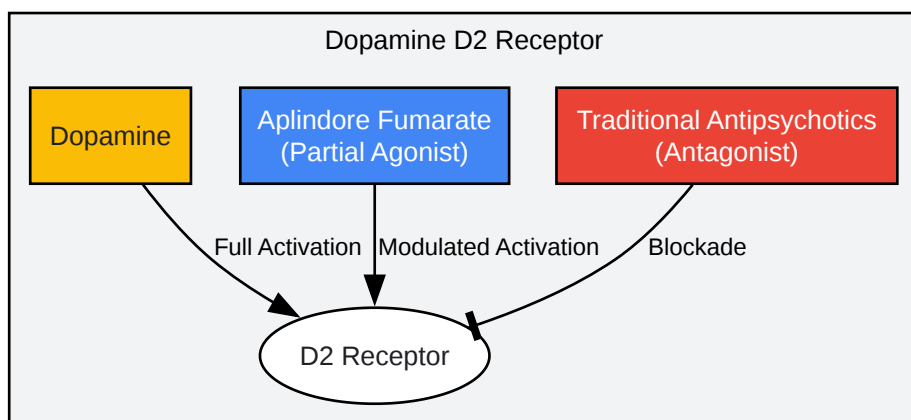 Dopamine D2 Receptor
Dopamine
Aplindore Fumarate
(Partial Agonist)
Traditional Antipsychotics
(Antagonist)
Full Activation
Modulated Activation
Blockade
D2 Receptor